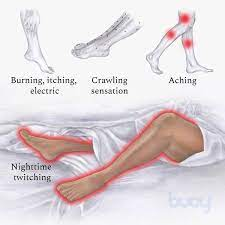 Burning, itching,
electric
Crawling
sensation
Aching
Nighttime
twitching
buoy